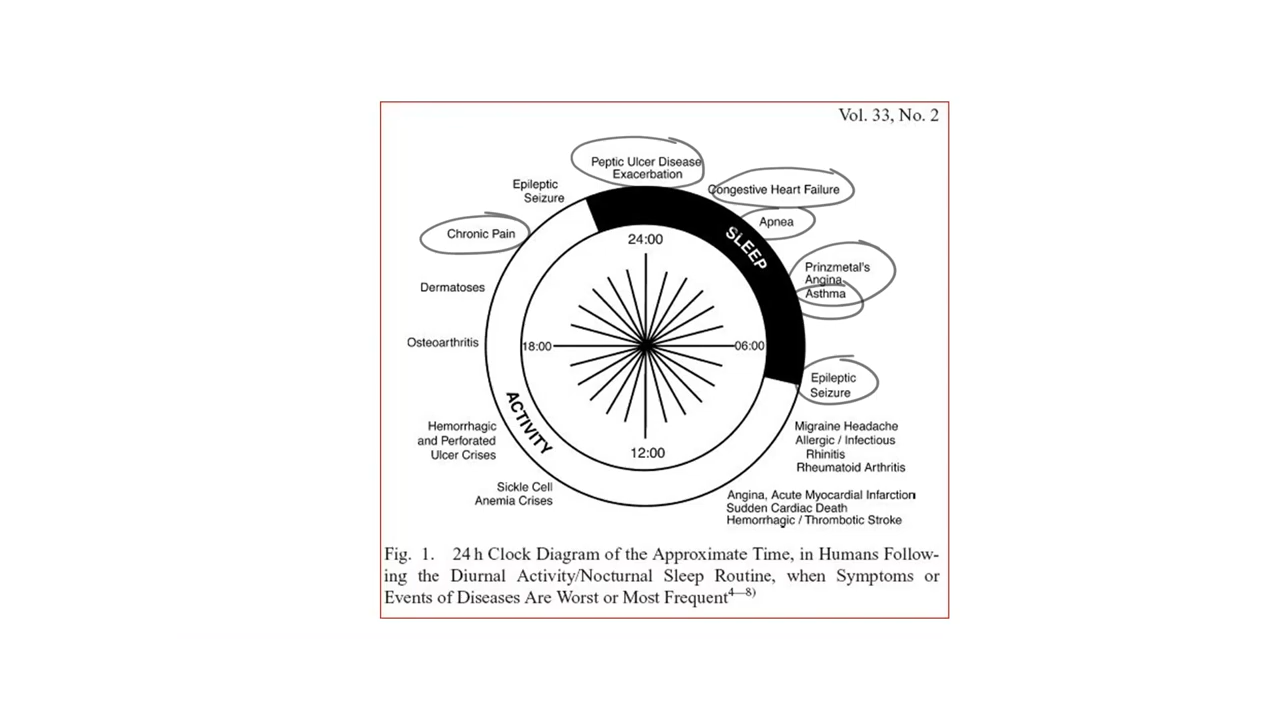 Vol. 33, No. 2
Peptic Ulcer Disease
Exacerbation
Congestive Heart Failure
Apnea
Prinzmetal's
Angina
Asthma
Epileptic
Seizure
Migraine Headache
Allergic / Infectious
Rhinitis
Rheumatoid Arthritis
Angina, Acute Myocardial Infarction
Sudden Cardiac Death
Hemorrhagic / Thrombotic Stroke
Sickle Cell
Anemia Crises
Hemorrhagic
and Perforated
Ulcer Crises
Osteoarthritis
Dermatoses
Chronic Pain
Epileptic
Seizure
SLEEP
ACTIVITY
24:00
06:00
12:00
18:00
Fig. 1. 24 h Clock Diagram of the Approximate Time, in Humans Follow-
ing the Diurnal Activity/Nocturnal Sleep Routine, when Symptoms or
Events of Diseases Are Worst or Most Frequent4—8)